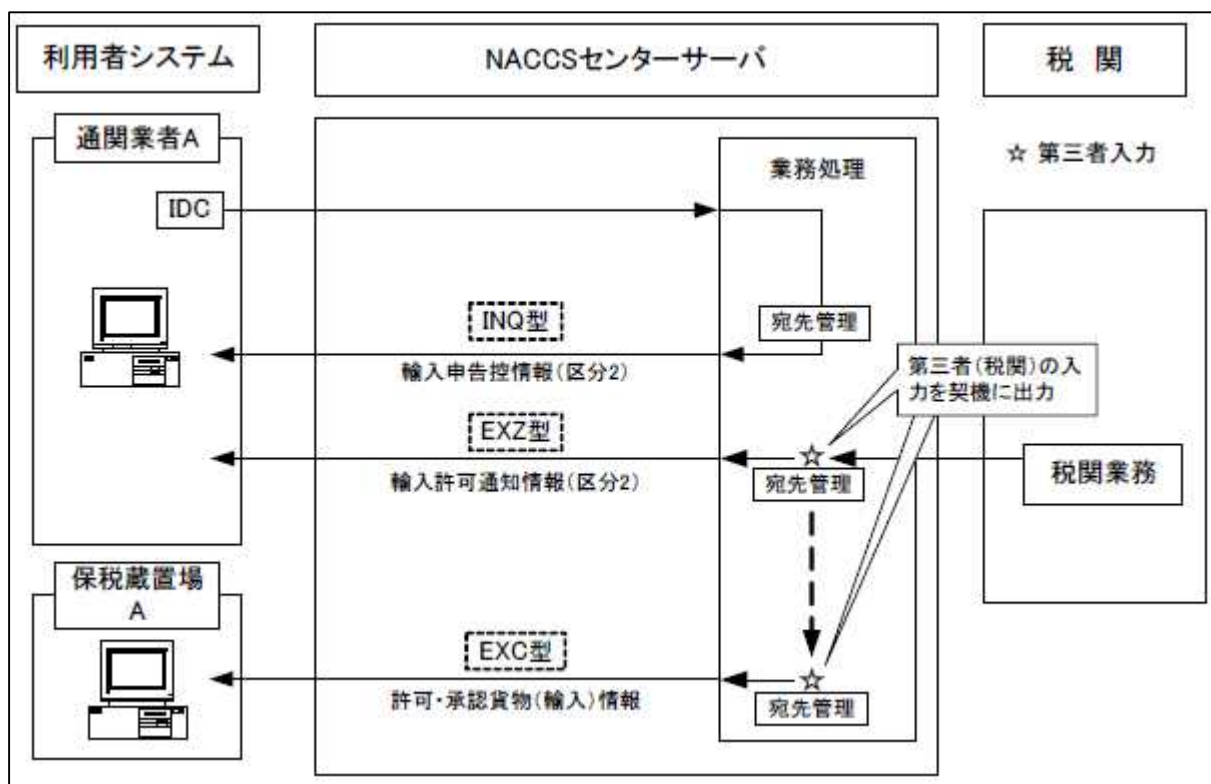 利用者システム
NACCSセンターサーバ
税 関
通関業者A
業務処理
☆ 第三者入力
IDC
INQ型
宛先管理
輸入申告控情報(区分2)
第三者(税関)の入
力を契機に出力
EXZ型
☆
輸入許可通知情報(区分2)
宛先管理
税関業務
保税蔵置場
A
EXC型
☆
許可・承認貨物(輸入)情報
宛先管理